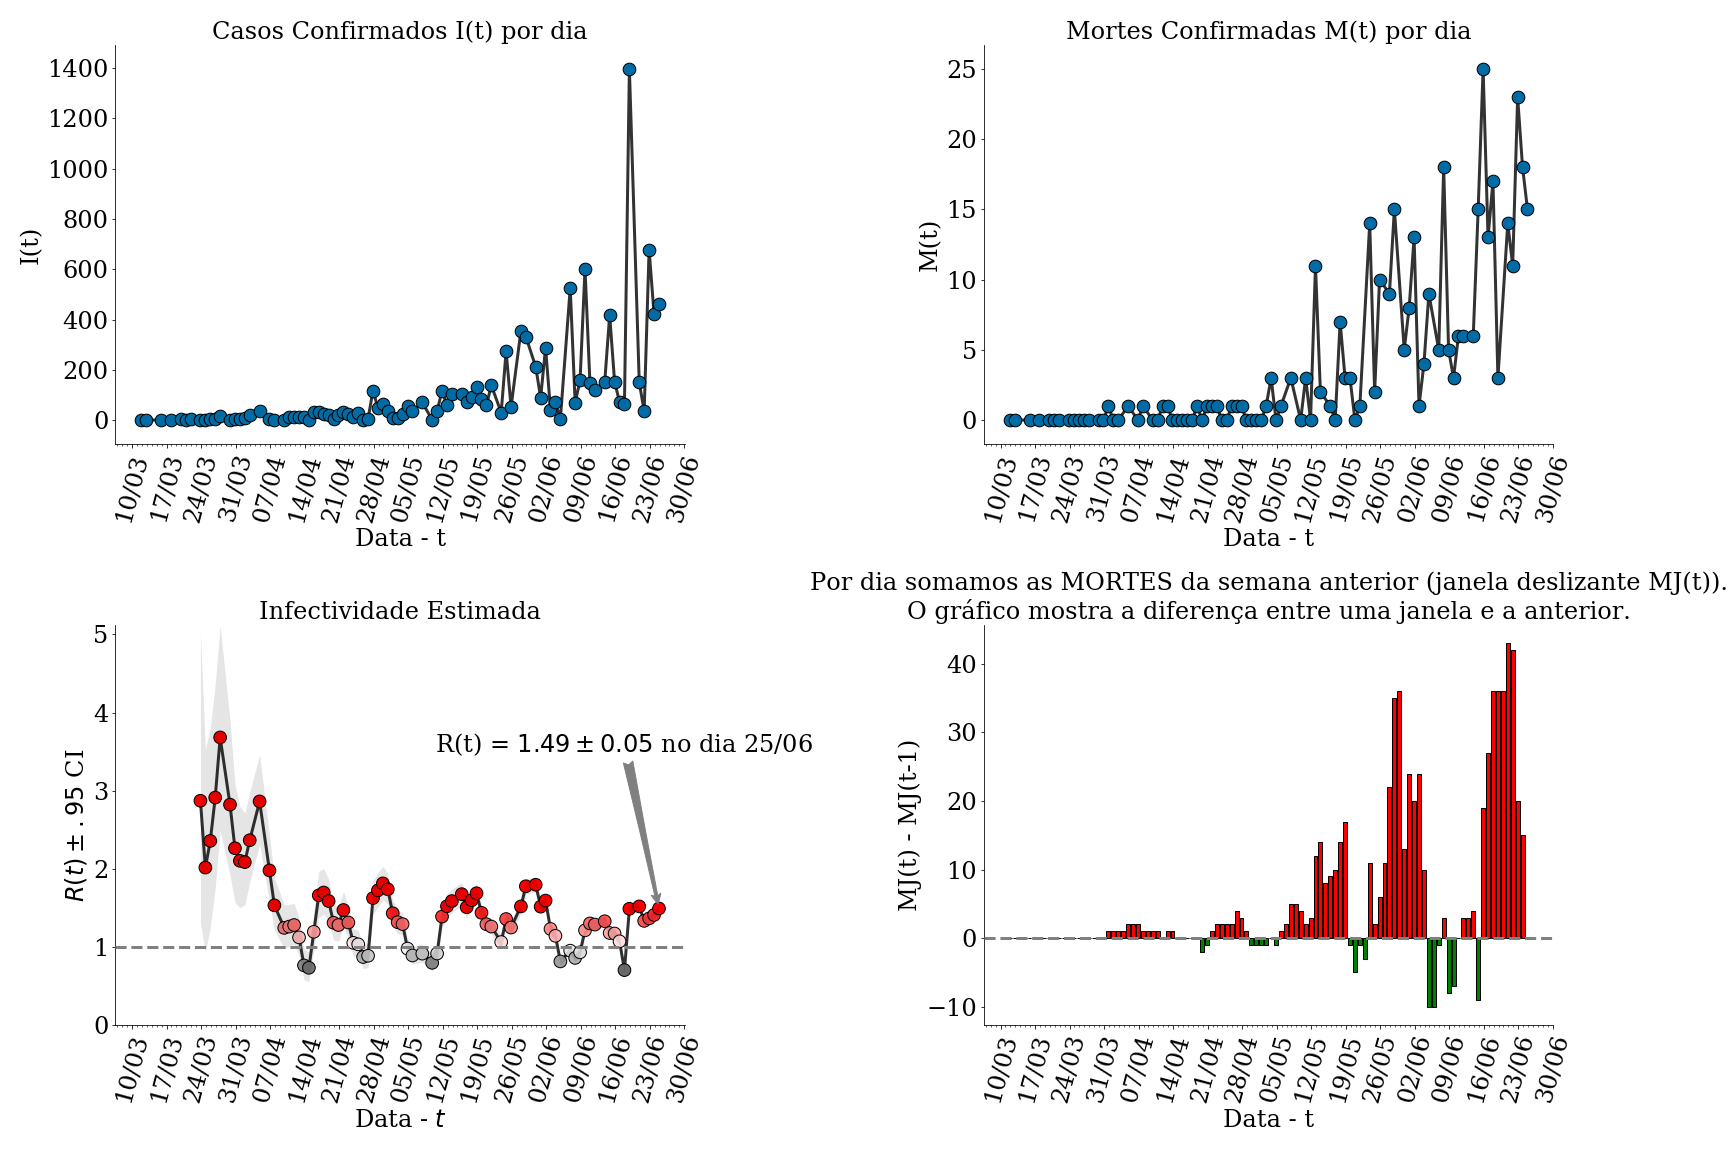 Casos Confirmados I(t) por dia
I(t)
1400
1200
1000
800
600
400
200
0
10/03 17/03 24/03 31/03 07/04 14/04 21/04 28/04 05/05 12/05 19/05 26/05 02/06 09/06 16/06 23/06 30/06
Data - t
Mortes Confirmadas M(t) por dia
M(t)
25
20
15
10
5
0
10/03 17/03 24/03 31/03 07/04 14/04 21/04 28/04 05/05 12/05 19/05 26/05 02/06 09/06 16/06 23/06 30/06
Data - t
Infectividade Estimada
R(t) ± .95 CI
5
4
3
2
1
0
R(t) = 1.49 ± 0.05 no dia 25/06
10/03 17/03 24/03 31/03 07/04 14/04 21/04 28/04 05/05 12/05 19/05 26/05 02/06 09/06 16/06 23/06 30/06
Data - t
Por dia somamos as MORTES da semana anterior (janela deslizante MJ(t)).
O gráfico mostra a diferença entre uma janela e a anterior.
MJ(t) - MJ(t-1)
40
30
20
10
0
−10
10/03 17/03 24/03 31/03 07/04 14/04 21/04 28/04 05/05 12/05 19/05 26/05 02/06 09/06 16/06 23/06 30/06
Data - t